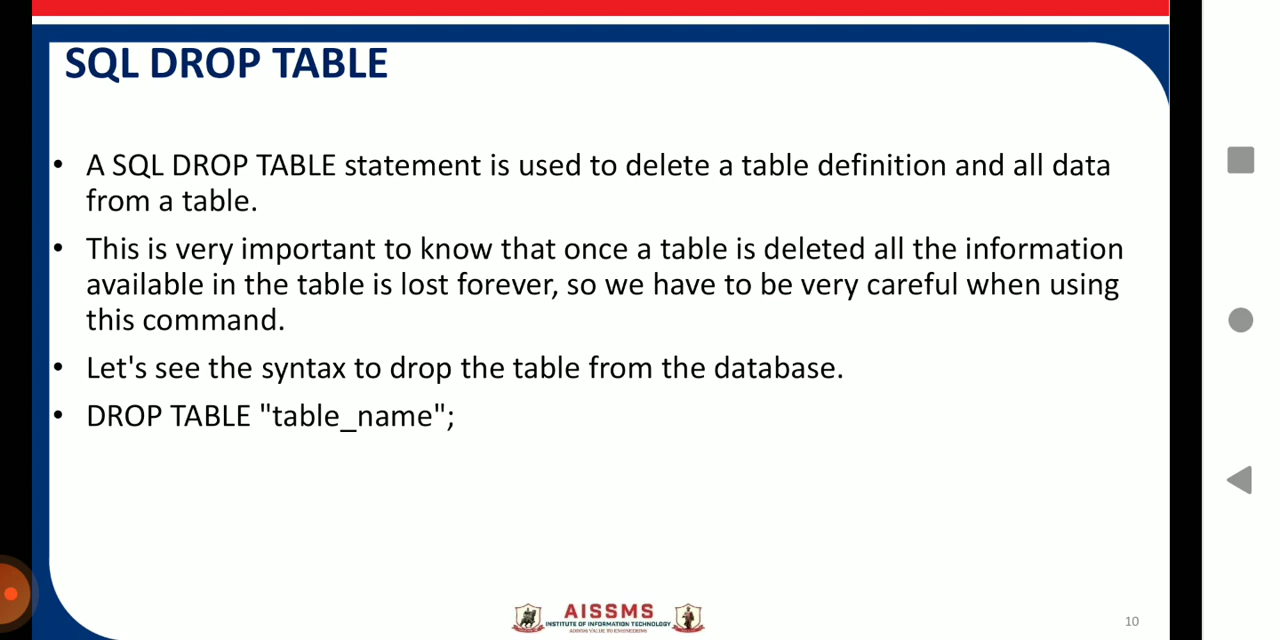 SQL DROP TABLE
• A SQL DROP TABLE statement is used to delete a table definition and all data
from a table.
• This is very important to know that once a table is deleted all the information
available in the table is lost forever, so we have to be very careful when using
this command.
• Let's see the syntax to drop the table from the database.
• DROP TABLE "table_name";
AISSMS
INSTITUTE OF INFORMATION TECHNOLOGY
ADDING VALUE TO ENGINEERING
10